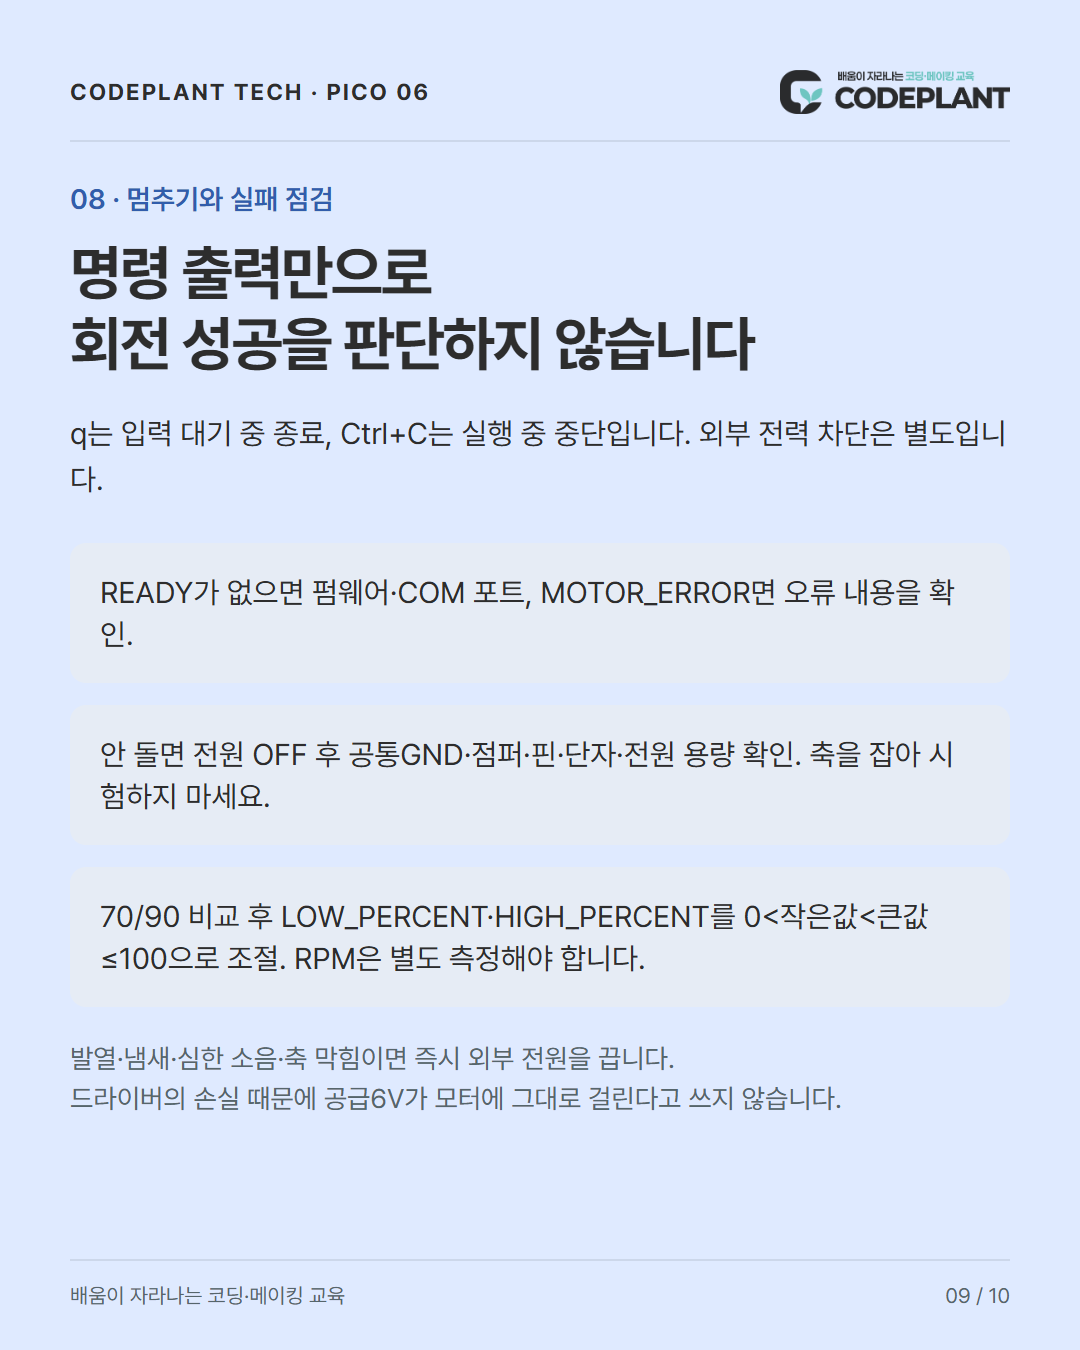 CODEPLANT TECH · PICO 06
배움이 자라나는 코딩·메이킹 교육
CODEPLANT
08 · 멈추기와 실패 점검
명령 출력만으로
회전 성공을 판단하지 않습니다
q는 입력 대기 중 종료, Ctrl+C는 실행 중 중단입니다. 외부 전력 차단은 별도입니
다.
READY가 없으면 펌웨어·COM 포트, MOTOR_ERROR면 오류 내용을 확
인.
안 돌면 전원 OFF 후 공통GND·점퍼·핀·단자·전원 용량 확인. 축을 잡아 시
험하지 마세요.
70/90 비교 후 LOW_PERCENT·HIGH_PERCENT를 0<작은값<큰값
≤100으로 조절. RPM은 별도 측정해야 합니다.
발열·냄새·심한 소음·축 막힘이면 즉시 외부 전원을 끕니다.
드라이버의 손실 때문에 공급6V가 모터에 그대로 걸린다고 쓰지 않습니다.
배움이 자라나는 코딩·메이킹 교육
09 / 10